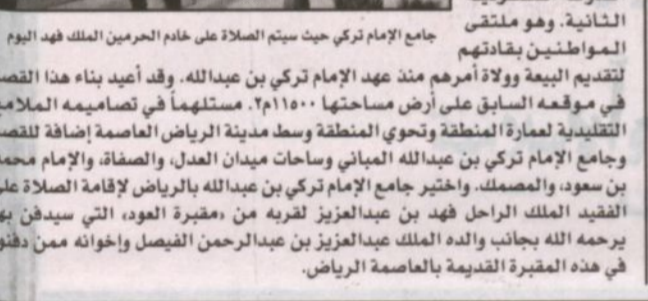 الثانية. وهو ملتقى
المواطنين بقادتهم
جامع الإمام تركي حيث سيتم الصلاة على خادم الحرمين الملك فهد اليوم
لتقديم البيعة وولاة أمرهم منذ عهد الإمام تركي بن عبدالله. وقد أعيد بناء هذا القصر
في موقعه السابق على أرض مساحتها ١١٥٠٠م٢. مستلهماً في تصاميمه الملامح
التقليدية لعمارة المنطقة وتحوي المنطقة وسط مدينة الرياض العاصمة إضافة للقصر
وجامع الإمام تركي بن عبدالله المباني وساحات ميدان العدل، والصفاة، والإمام محمد
بن سعود، والمصمك. واختير جامع الإمام تركي بن عبدالله بالرياض لإقامة الصلاة على
الفقيد الملك الراحل فهد بن عبدالعزيز لقربه من «مقبرة العود» التي سيدفن بها
يرحمه الله بجانب والده الملك عبدالعزيز بن عبدالرحمن الفيصل وإخوانه ممن دفنوا
في هذه المقبرة القديمة بالعاصمة الرياض.